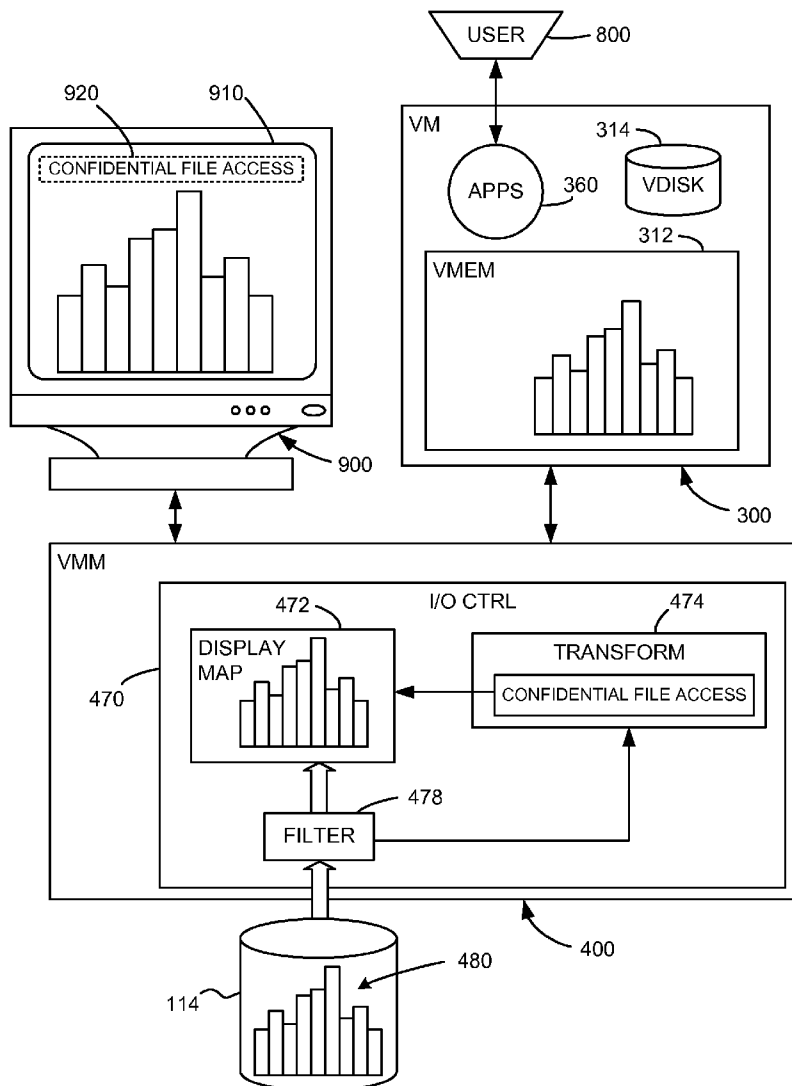 USER
800
920
910
CONFIDENTIAL FILE ACCESS
900
VM
314
VDISK
APPS
360
312
VMEM
300
VMM
I/O CTRL
472
DISPLAY
MAP
474
TRANSFORM
CONFIDENTIAL FILE ACCESS
470
478
FILTER
400
114
480